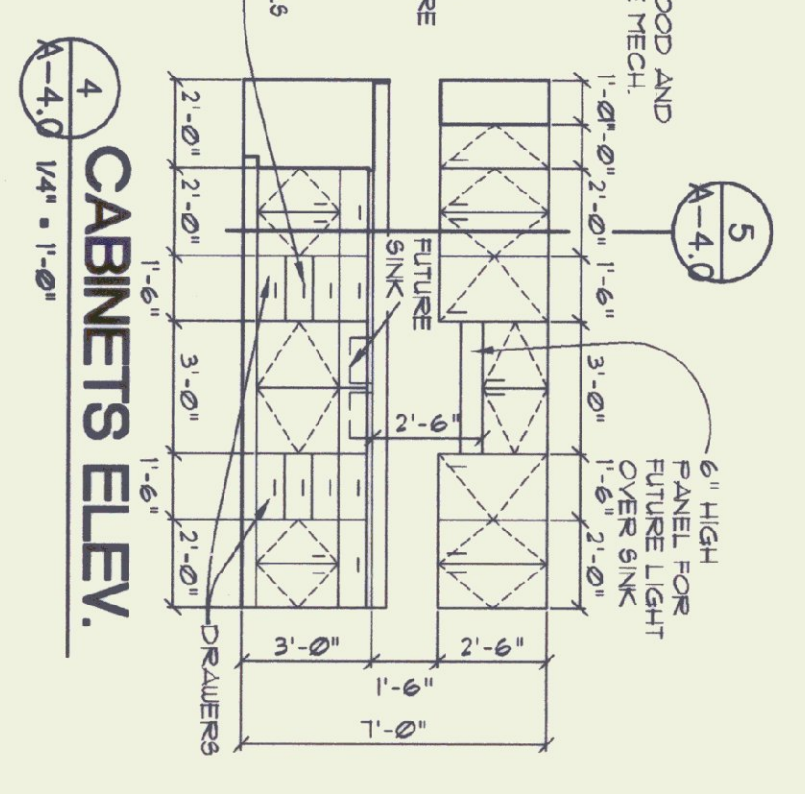 5
A-4.0
OOD AND
MECH.
6" HIGH
PANEL FOR
FUTURE LIGHT
OVER SINK
1'-0" 1'-0" 2'-0" 1'-6" 3'-0" 1'-6" 2'-0"
2'-6"
RE
FUTURE
SINK
2'-6"
1'-6"
7'-0"
3'-0"
DRAWERS
2'-0" 2'-0" 1'-6" 3'-0" 1'-6" 2'-0"
4
A-4.0
CABINETS ELEV.
1/4" = 1'-0"